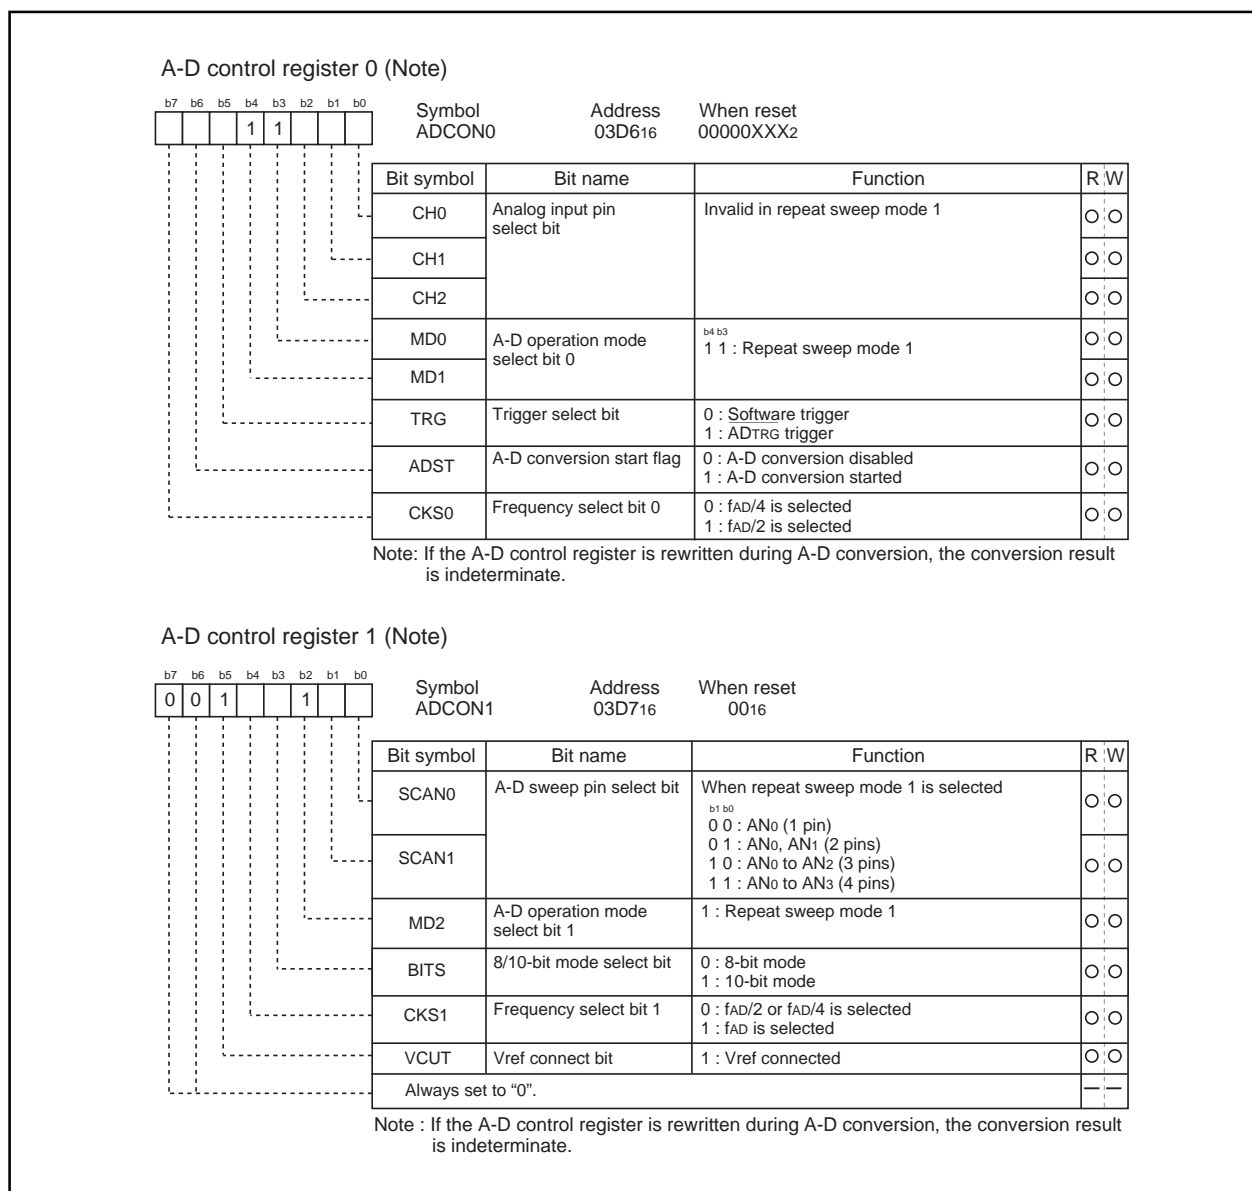 A-D control register 0 (Note)
b7 b6 b5 b4 b3 b2 b1 b0
1 1
Symbol Address When reset
ADCON0 03D616 00000XXX2
Bit symbol Bit name Function R W
CH0 Analog input pin Invalid in repeat sweep mode 1
select bit
CH1
CH2
MD0 A-D operation mode b4 b3
select bit 0 1 1 : Repeat sweep mode 1
MD1
TRG Trigger select bit 0 : Software trigger
1 : ADTRG trigger
ADST A-D conversion start flag 0 : A-D conversion disabled
1 : A-D conversion started
CKS0 Frequency select bit 0 0 : fAD/4 is selected
1 : fAD/2 is selected
Note: If the A-D control register is rewritten during A-D conversion, the conversion result
is indeterminate.
A-D control register 1 (Note)
b7 b6 b5 b4 b3 b2 b1 b0
0 0 1 1
Symbol Address When reset
ADCON1 03D716 0016
Bit symbol Bit name Function R W
SCAN0 A-D sweep pin select bit When repeat sweep mode 1 is selected
b1 b0
0 0 : AN0 (1 pin)
0 1 : AN0, AN1 (2 pins)
SCAN1 1 0 : AN0 to AN2 (3 pins)
1 1 : AN0 to AN3 (4 pins)
MD2 A-D operation mode 1 : Repeat sweep mode 1
select bit 1
BITS 8/10-bit mode select bit 0 : 8-bit mode
1 : 10-bit mode
CKS1 Frequency select bit 1 0 : fAD/2 or fAD/4 is selected
1 : fAD is selected
VCUT Vref connect bit 1 : Vref connected
Always set to “0”.
Note : If the A-D control register is rewritten during A-D conversion, the conversion result
is indeterminate.